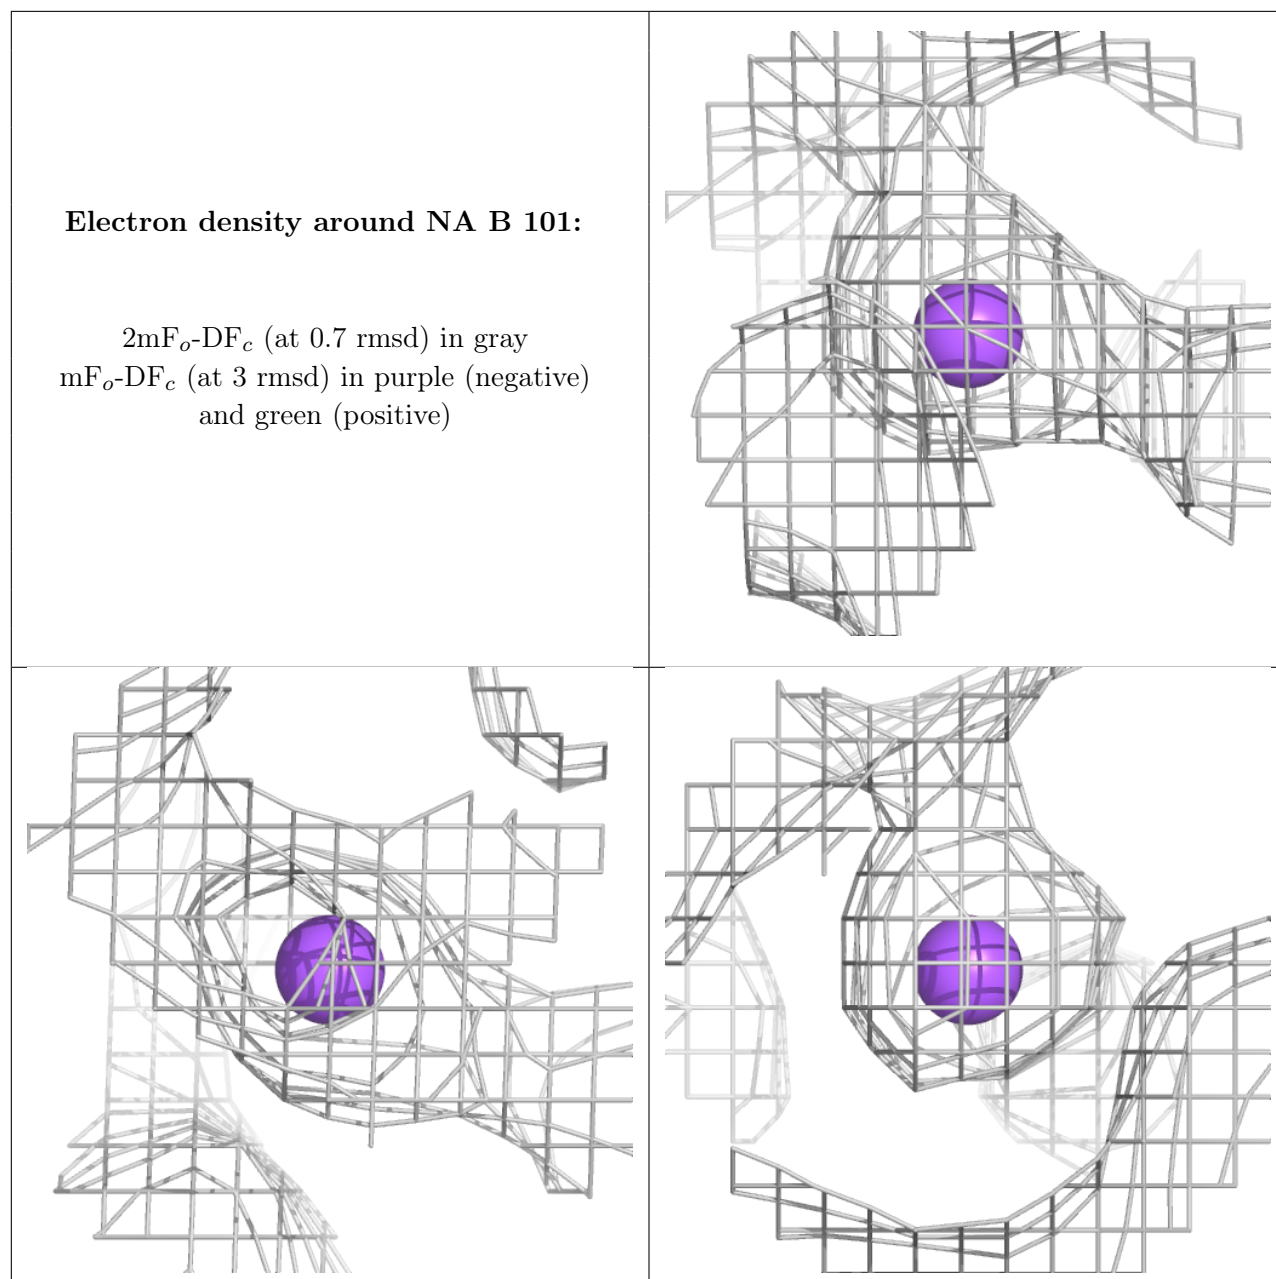 Electron density around NA B 101:
2mFo-DFc (at 0.7 rmsd) in gray
mFo-DFc (at 3 rmsd) in purple (negative)
and green (positive)